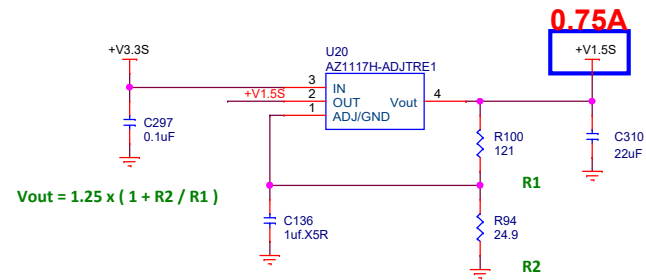 0.75A
+V3.3S
+V1.5S
U20
AZ1117H-ADJTRE1
3 IN
+V1.5S 2 OUT Vout 4
1 ADJ/GND
C297
0.1uF
R100
121
C310
22uF
R1
Vout = 1.25 x ( 1 + R2 / R1 )
C136
1uf.X5R
R94
24.9
R2